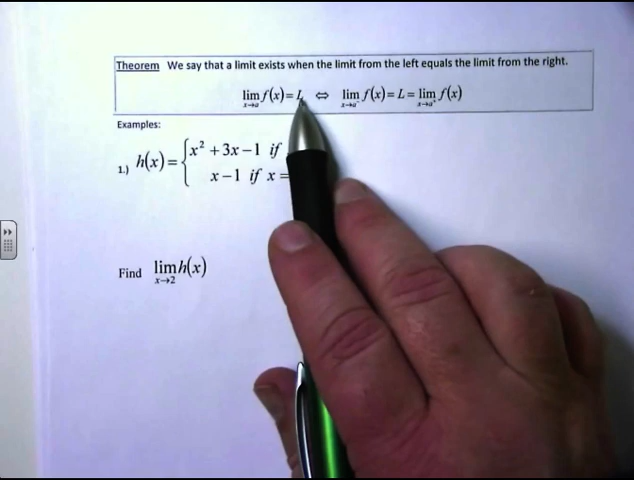 Theorem We say that a limit exists when the limit from the left equals the limit from the right.
lim f(x) = L ⇔ lim f(x) = L = lim f(x)
x→a x→a⁻ x→a⁺
Examples:
1.) h(x) = { x² + 3x − 1 if
x − 1 if x =
Find lim h(x)
x→2